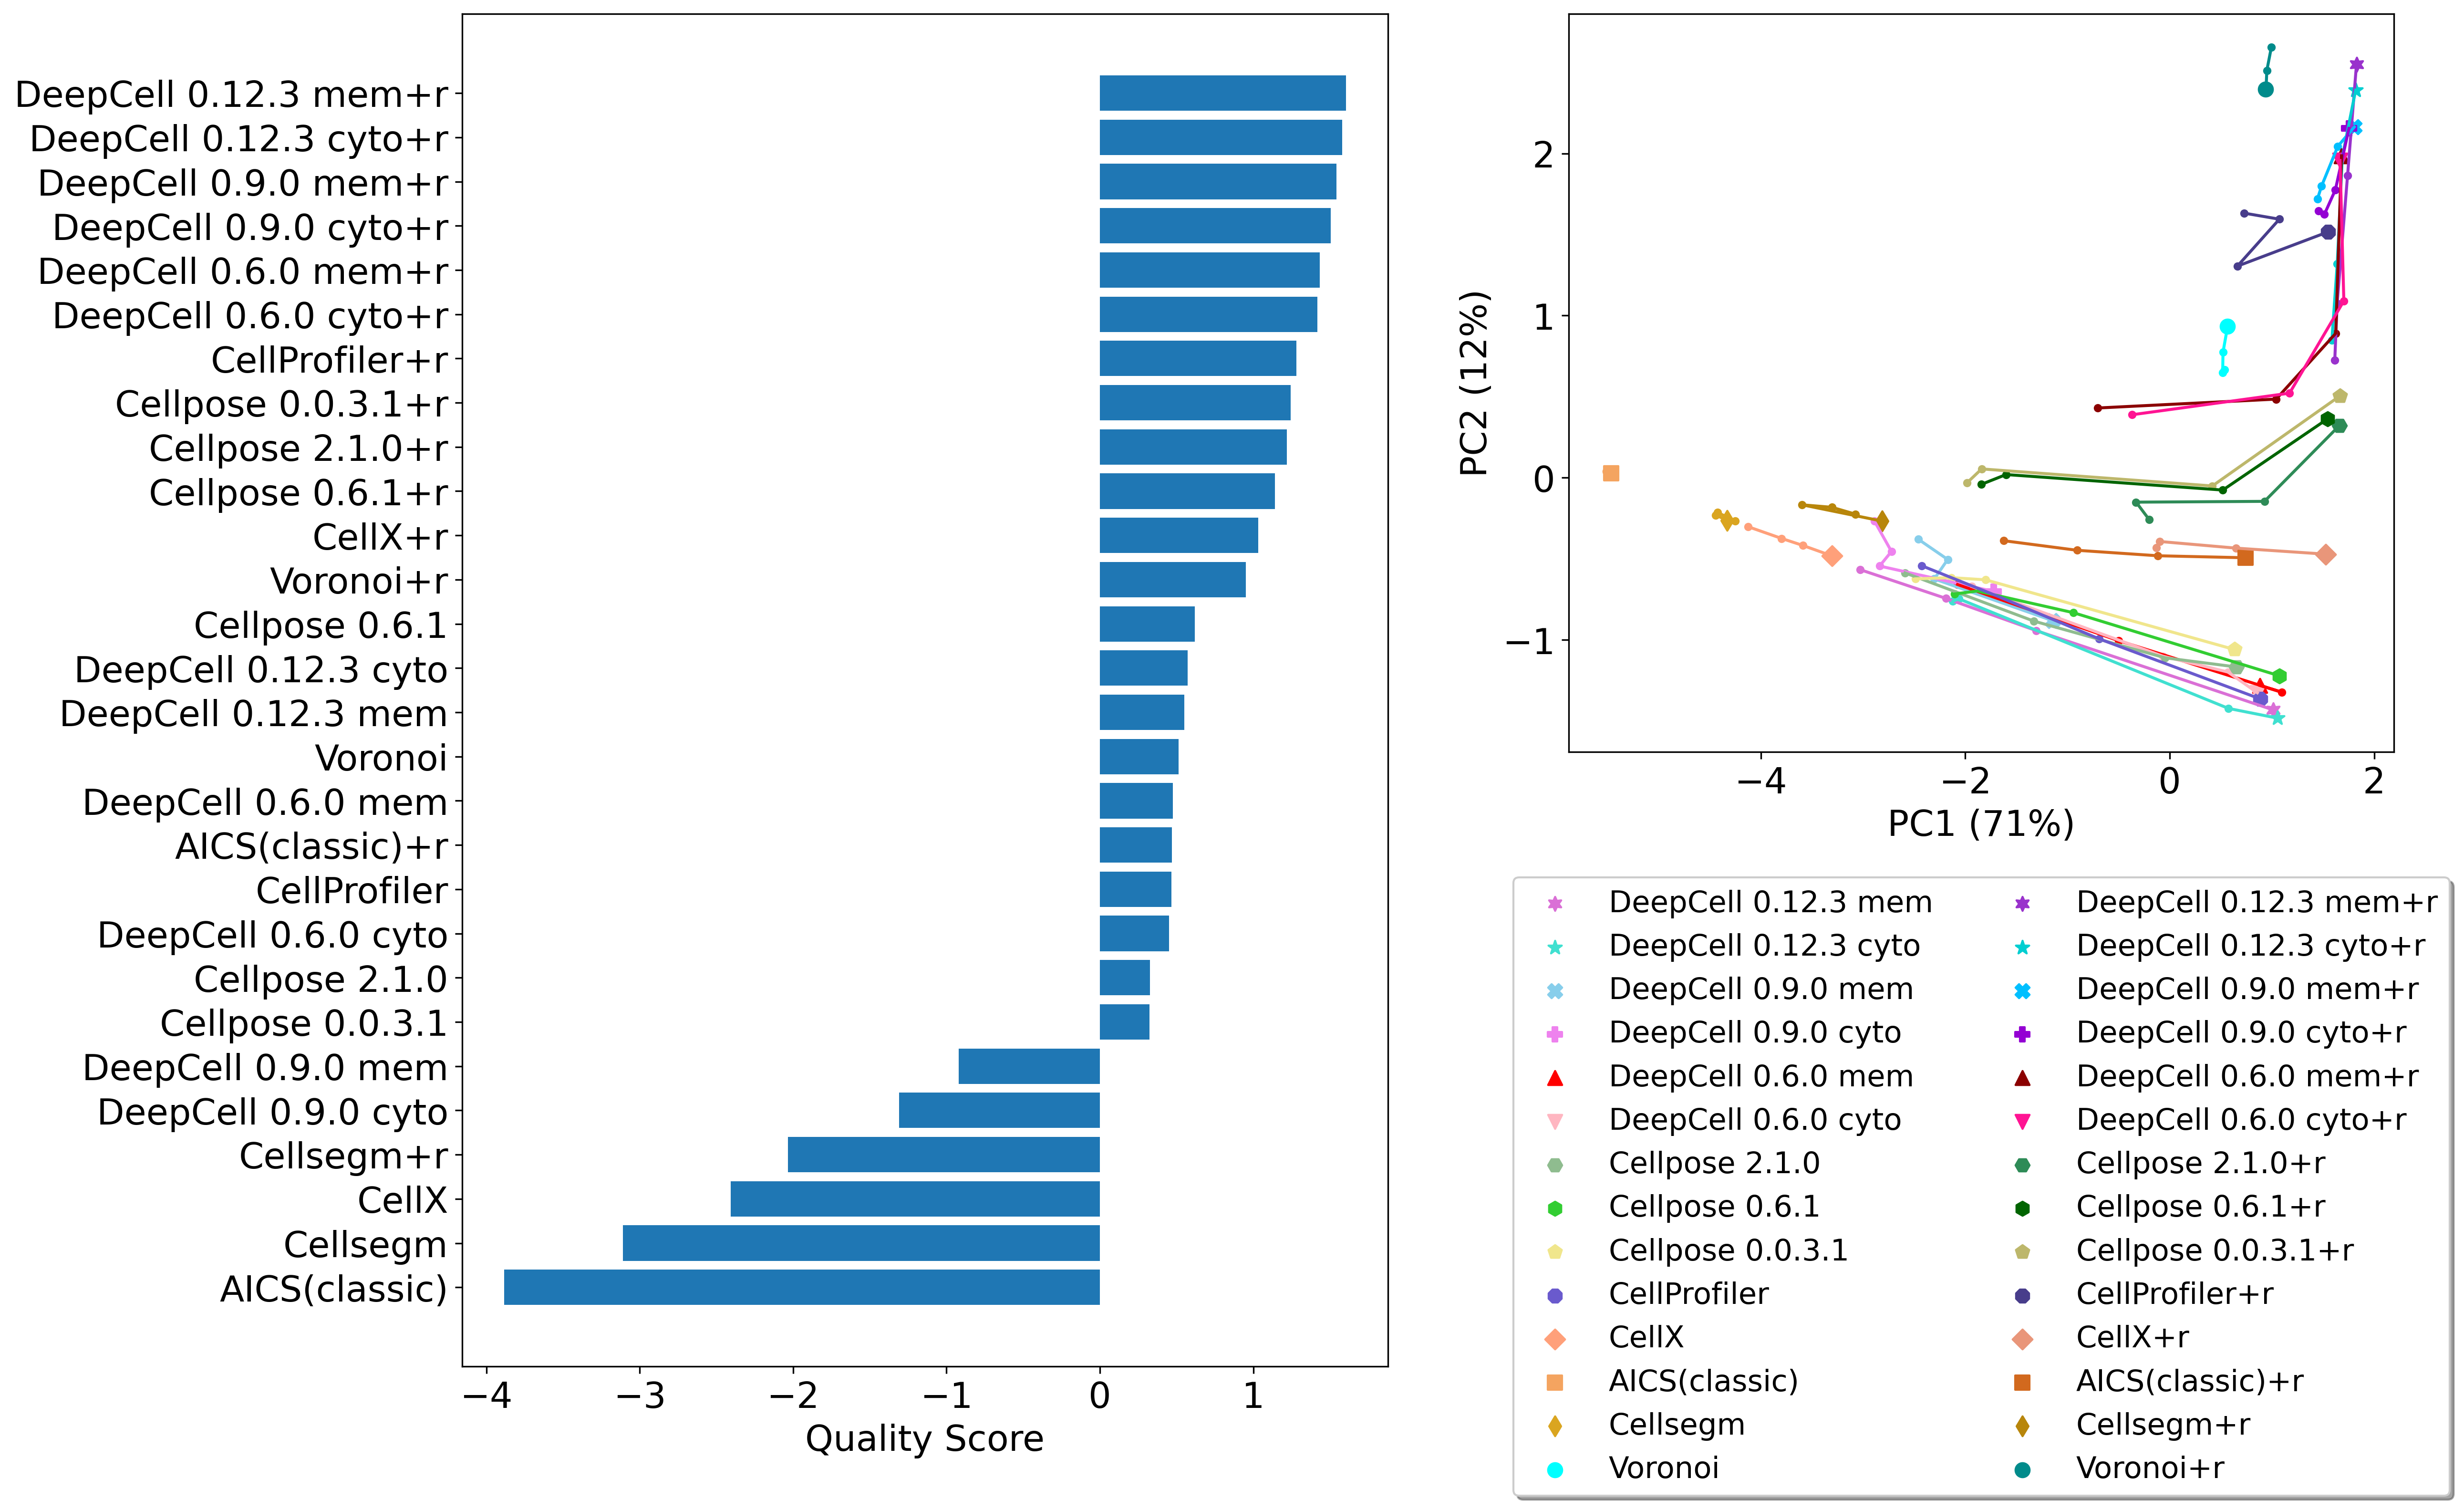 DeepCell 0.12.3 mem+r
DeepCell 0.12.3 cyto+r
DeepCell 0.9.0 mem+r
DeepCell 0.9.0 cyto+r
DeepCell 0.6.0 mem+r
DeepCell 0.6.0 cyto+r
CellProfiler+r
Cellpose 0.0.3.1+r
Cellpose 2.1.0+r
Cellpose 0.6.1+r
CellX+r
Voronoi+r
Cellpose 0.6.1
DeepCell 0.12.3 cyto
DeepCell 0.12.3 mem
Voronoi
DeepCell 0.6.0 mem
AICS(classic)+r
CellProfiler
DeepCell 0.6.0 cyto
Cellpose 2.1.0
Cellpose 0.0.3.1
DeepCell 0.9.0 mem
DeepCell 0.9.0 cyto
Cellsegm+r
CellX
Cellsegm
AICS(classic)
−4 −3 −2 −1 0 1
Quality Score
2
1
0
−1
PC2 (12%)
−4 −2 0 2
PC1 (71%)
DeepCell 0.12.3 mem DeepCell 0.12.3 mem+r
DeepCell 0.12.3 cyto DeepCell 0.12.3 cyto+r
DeepCell 0.9.0 mem DeepCell 0.9.0 mem+r
DeepCell 0.9.0 cyto DeepCell 0.9.0 cyto+r
DeepCell 0.6.0 mem DeepCell 0.6.0 mem+r
DeepCell 0.6.0 cyto DeepCell 0.6.0 cyto+r
Cellpose 2.1.0 Cellpose 2.1.0+r
Cellpose 0.6.1 Cellpose 0.6.1+r
Cellpose 0.0.3.1 Cellpose 0.0.3.1+r
CellProfiler CellProfiler+r
CellX CellX+r
AICS(classic) AICS(classic)+r
Cellsegm Cellsegm+r
Voronoi Voronoi+r